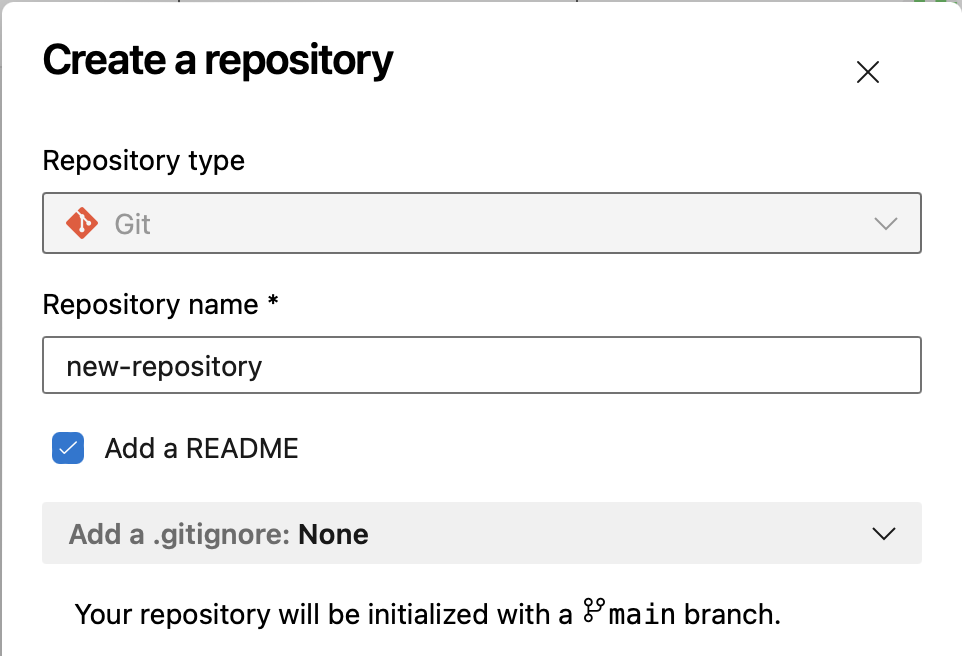 Create a repository
Repository type
Git
Repository name *
new-repository
Add a README
Add a .gitignore: None
Your repository will be initialized with a main branch.